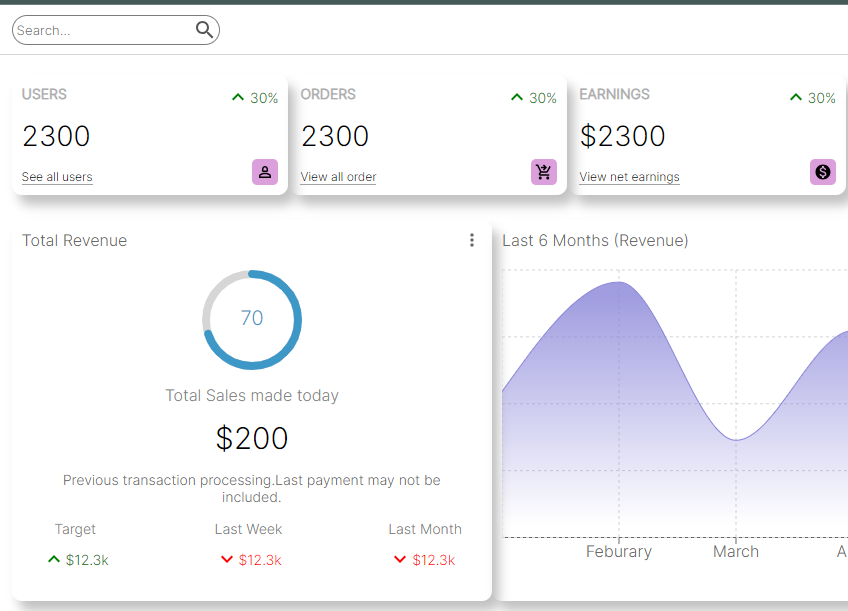 Search...
USERS
30%
2300
See all users
ORDERS
30%
2300
View all order
EARNINGS
30%
$2300
View net earnings
Total Revenue
70
Total Sales made today
$200
Previous transaction processing.Last payment may not be
included.
Target
$12.3k
Last Week
$12.3k
Last Month
$12.3k
Last 6 Months (Revenue)
Feburary
March